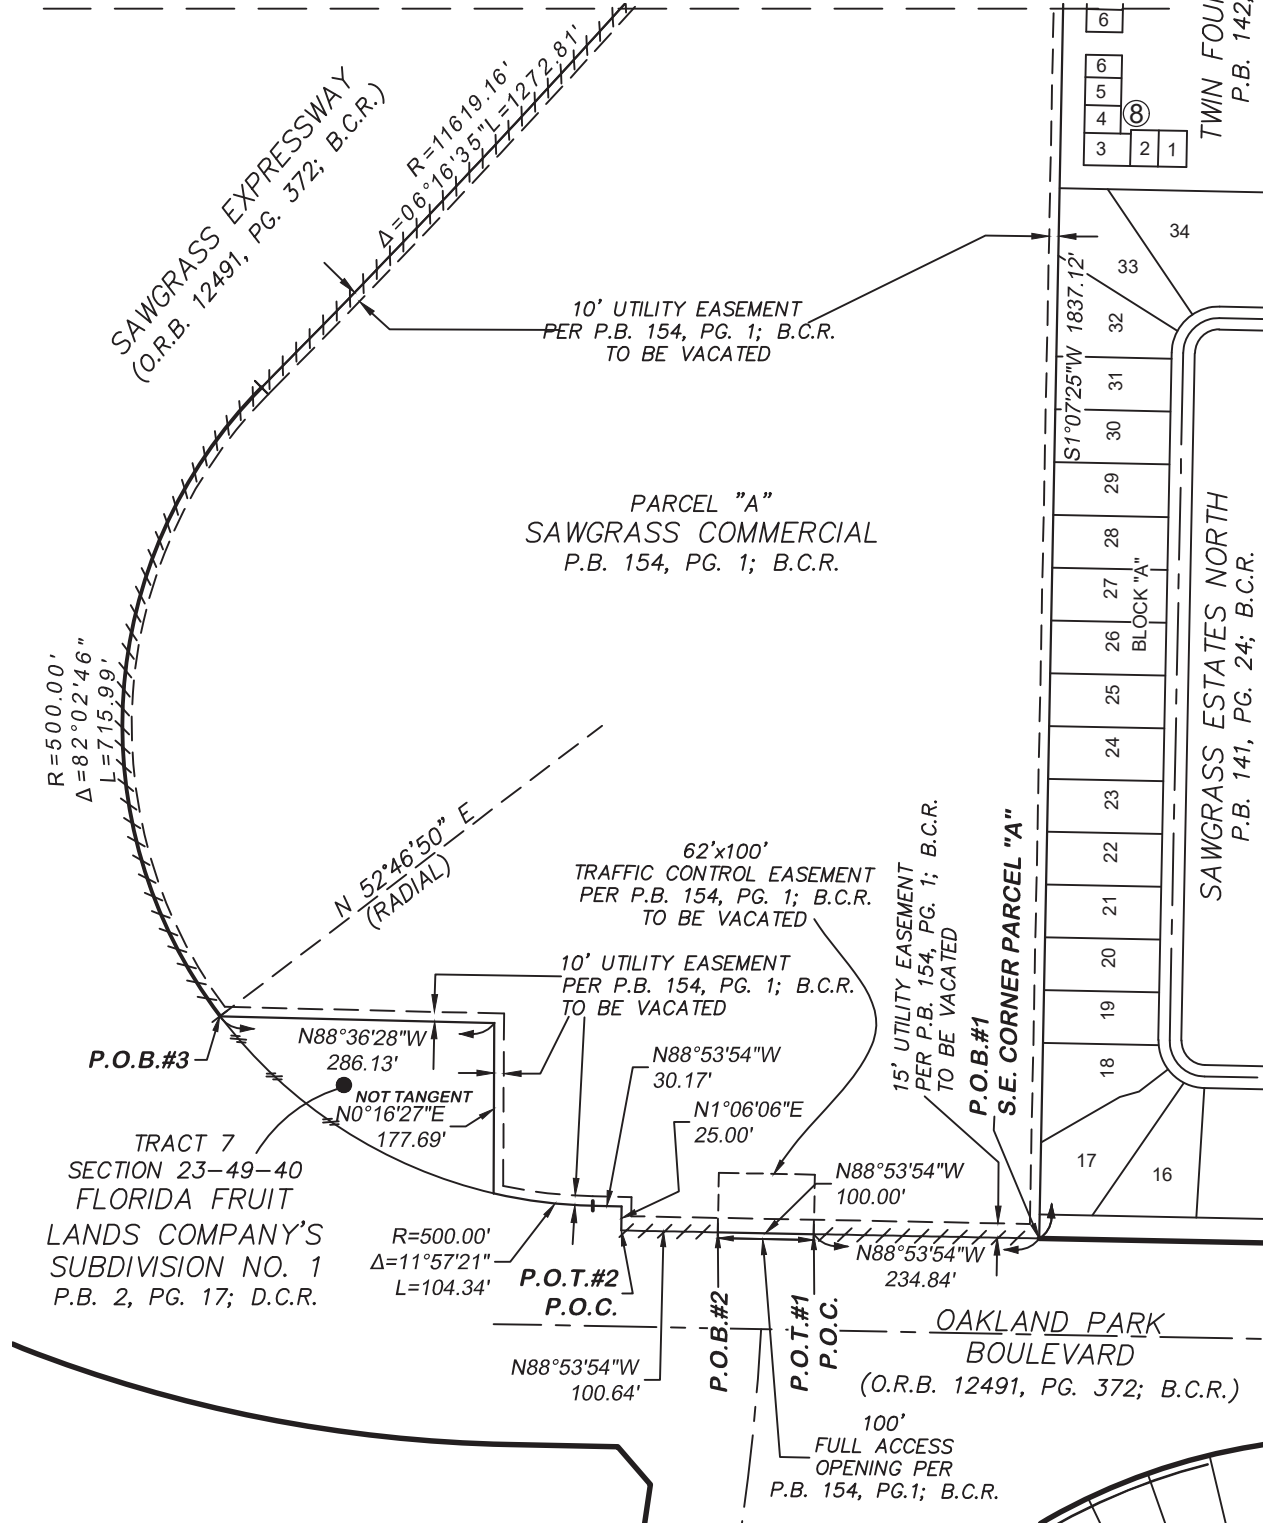 SAWGRASS EXPRESSWAY
(O.R.B. 12491, PG. 372; B.C.R.)
R=11619.16'
Δ=06°16'35"L=1272.81'
6
6
5
4
3
2
1
8
TWIN FOU
P.B. 142,
34
33
32
31
30
29
28
27
26
25
24
23
22
21
20
19
18
17
16
BLOCK "A"
S1°07'25"W 1837.12'
SAWGRASS ESTATES NORTH
P.B. 141, PG. 24; B.C.R.
10' UTILITY EASEMENT
PER P.B. 154, PG. 1; B.C.R.
TO BE VACATED
PARCEL "A"
SAWGRASS COMMERCIAL
P.B. 154, PG. 1; B.C.R.
R=500.00'
Δ=82°02'46"
L=715.99'
N 52°46'50" E
(RADIAL)
62'x100'
TRAFFIC CONTROL EASEMENT
PER P.B. 154, PG. 1; B.C.R.
TO BE VACATED
15' UTILITY EASEMENT
PER P.B. 154, PG. 1; B.C.R.
TO BE VACATED
P.O.B.#1
S.E. CORNER PARCEL "A"
10' UTILITY EASEMENT
PER P.B. 154, PG. 1; B.C.R.
TO BE VACATED
P.O.B.#3
N88°36'28"W
286.13'
NOT TANGENT
N0°16'27"E
177.69'
N88°53'54"W
30.17'
N1°06'06"E
25.00'
N88°53'54"W
100.00'
TRACT 7
SECTION 23-49-40
FLORIDA FRUIT
LANDS COMPANY'S
SUBDIVISION NO. 1
P.B. 2, PG. 17; D.C.R.
R=500.00'
Δ=11°57'21"
L=104.34'
P.O.T.#2
P.O.C.
N88°53'54"W
234.84'
P.O.B.#2
P.O.T.#1
P.O.C.
OAKLAND PARK
BOULEVARD
(O.R.B. 12491, PG. 372; B.C.R.)
N88°53'54"W
100.64'
100'
FULL ACCESS
OPENING PER
P.B. 154, PG.1; B.C.R.